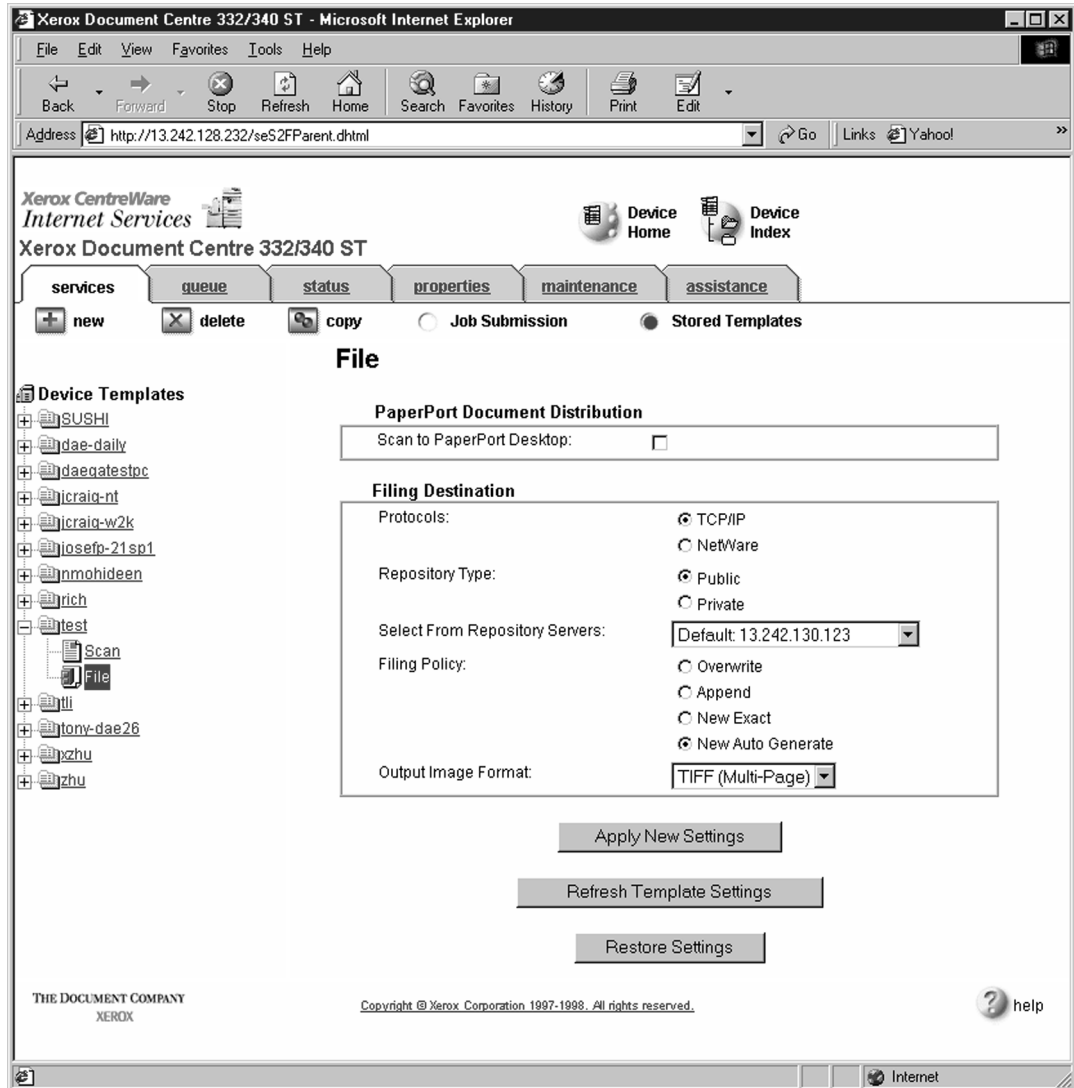 Xerox Document Centre 332/340 ST - Microsoft Internet Explorer
File Edit View Favorites Tools Help
Back Forward Stop Refresh Home Search Favorites History Print Edit
Address http://13.242.128.232/seS2FParent.dhtml Go Links Yahoo! »
Xerox CentreWare
Internet Services
Xerox Document Centre 332/340 ST
Device Home
Device Index
services queue status properties maintenance assistance
new delete copy Job Submission Stored Templates
File
Device Templates
SUSHI
dae-daily
daeqatestpc
jcraig-nt
jcraig-w2k
josefp-21sp1
nmohideen
rich
test
Scan
File
tli
tony-dae26
xzhu
zhu
PaperPort Document Distribution
Scan to PaperPort Desktop:
Filing Destination
Protocols: TCP/IP
NetWare
Repository Type: Public
Private
Select From Repository Servers: Default: 13.242.130.123
Filing Policy: Overwrite
Append
New Exact
New Auto Generate
Output Image Format: TIFF (Multi-Page)
Apply New Settings
Refresh Template Settings
Restore Settings
THE DOCUMENT COMPANY
XEROX
Copyright © Xerox Corporation 1997-1998. All rights reserved.
help
Internet